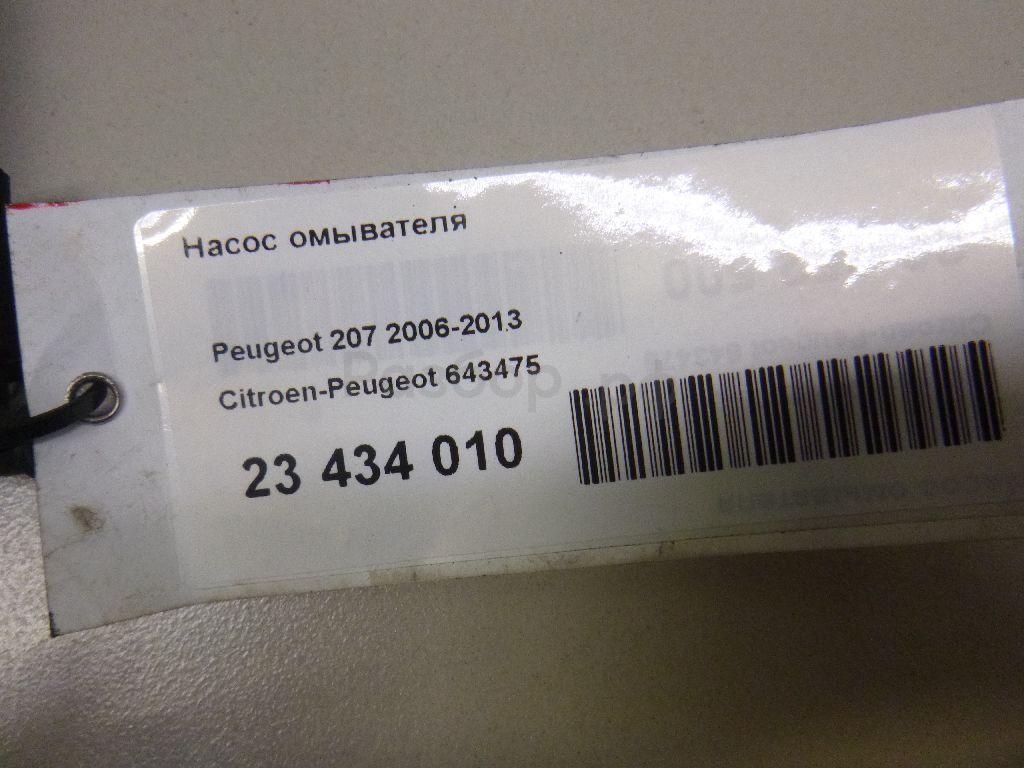 Насос омывателя
Peugeot 207 2006-2013
Citroen-Peugeot 643475
23 434 010